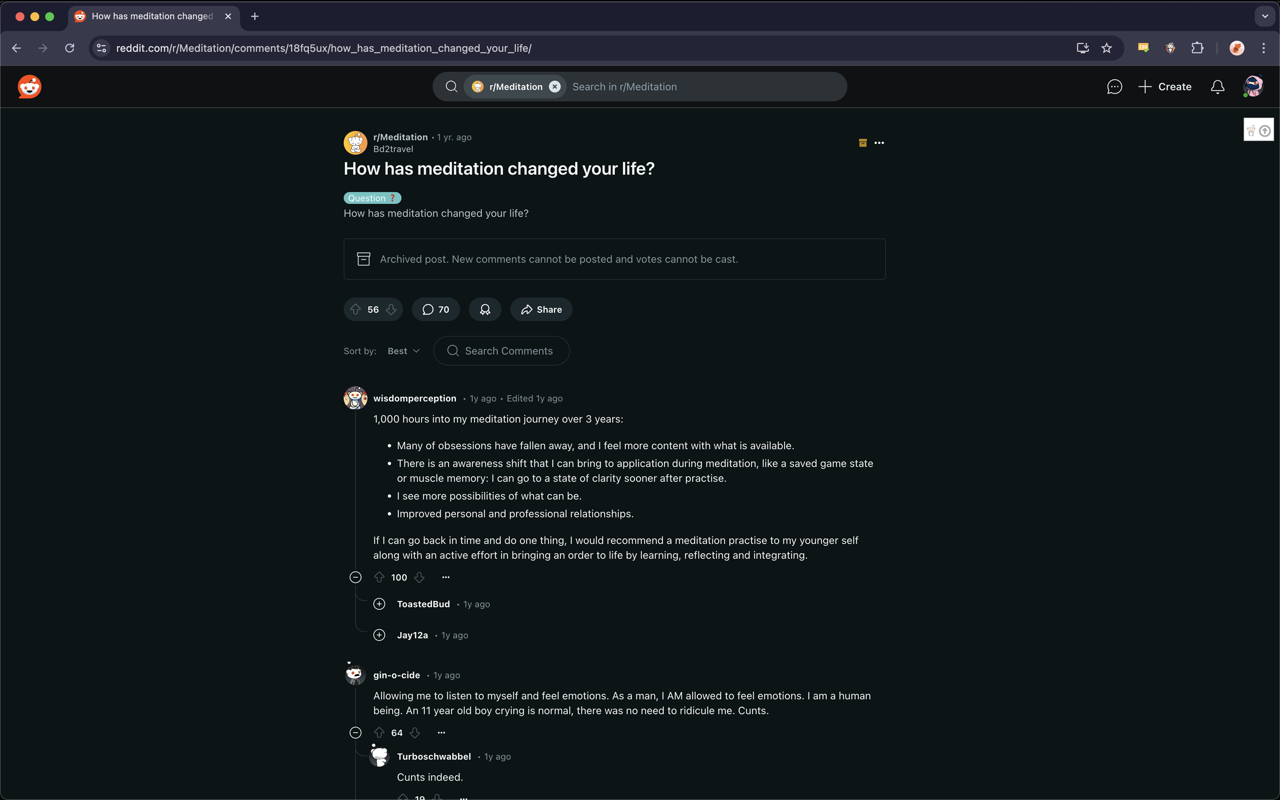 How has meditation changed
reddit.com/r/Meditation/comments/18fq5ux/how_has_meditation_changed_your_life/
r/Meditation Search in r/Meditation
Create
r/Meditation • 1 yr. ago
Bd2travel
How has meditation changed your life?
Question ❓
How has meditation changed your life?
Archived post. New comments cannot be posted and votes cannot be cast.
56 70 Share
Sort by: Best Search Comments
wisdomperception • 1y ago • Edited 1y ago
1,000 hours into my meditation journey over 3 years:
• Many of obsessions have fallen away, and I feel more content with what is available.
• There is an awareness shift that I can bring to application during meditation, like a saved game state
or muscle memory: I can go to a state of clarity sooner after practise.
• I see more possibilities of what can be.
• Improved personal and professional relationships.
If I can go back in time and do one thing, I would recommend a meditation practise to my younger self
along with an active effort in bringing an order to life by learning, reflecting and integrating.
100
ToastedBud • 1y ago
Jay12a • 1y ago
gin-o-cide • 1y ago
Allowing me to listen to myself and feel emotions. As a man, I AM allowed to feel emotions. I am a human
being. An 11 year old boy crying is normal, there was no need to ridicule me. Cunts.
64
Turboschwabbel • 1y ago
Cunts indeed.
19